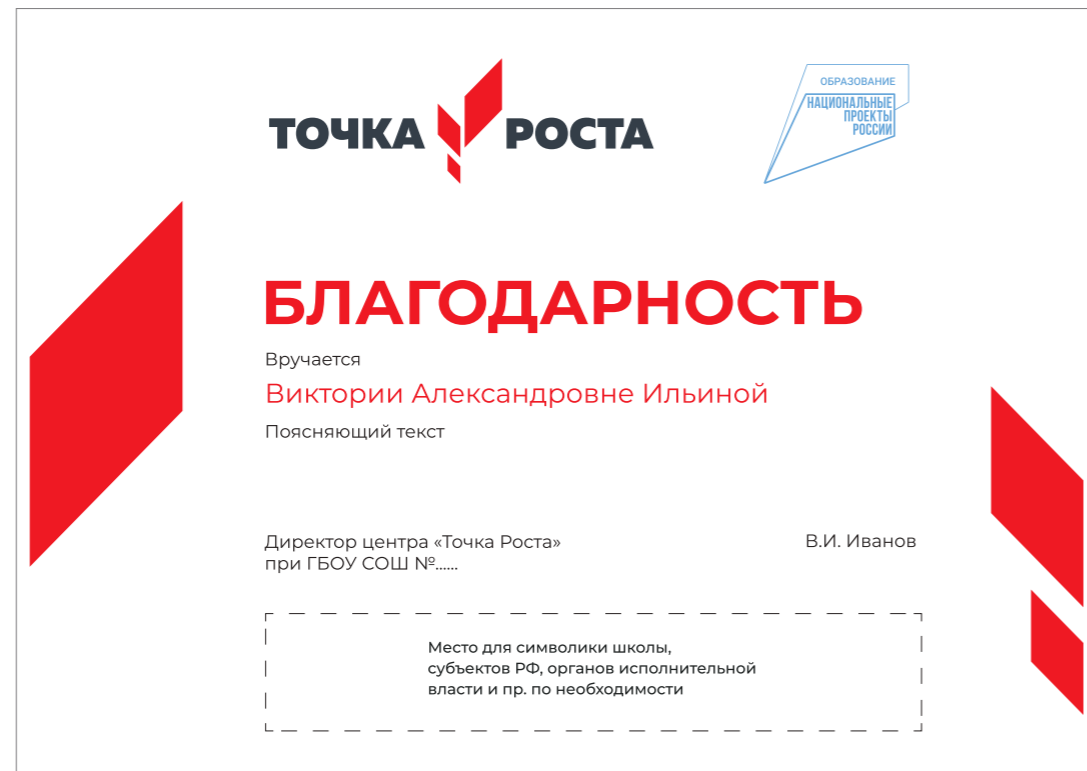 ТОЧКА РОСТА
ОБРАЗОВАНИЕ
НАЦИОНАЛЬНЫЕ
ПРОЕКТЫ
РОССИИ
БЛАГОДАРНОСТЬ
Вручается
Виктории Александровне Ильиной
Поясняющий текст
Директор центра «Точка Роста»
при ГБОУ СОШ №......
В.И. Иванов
Место для символики школы,
субъектов РФ, органов исполнительной
власти и пр. по необходимости